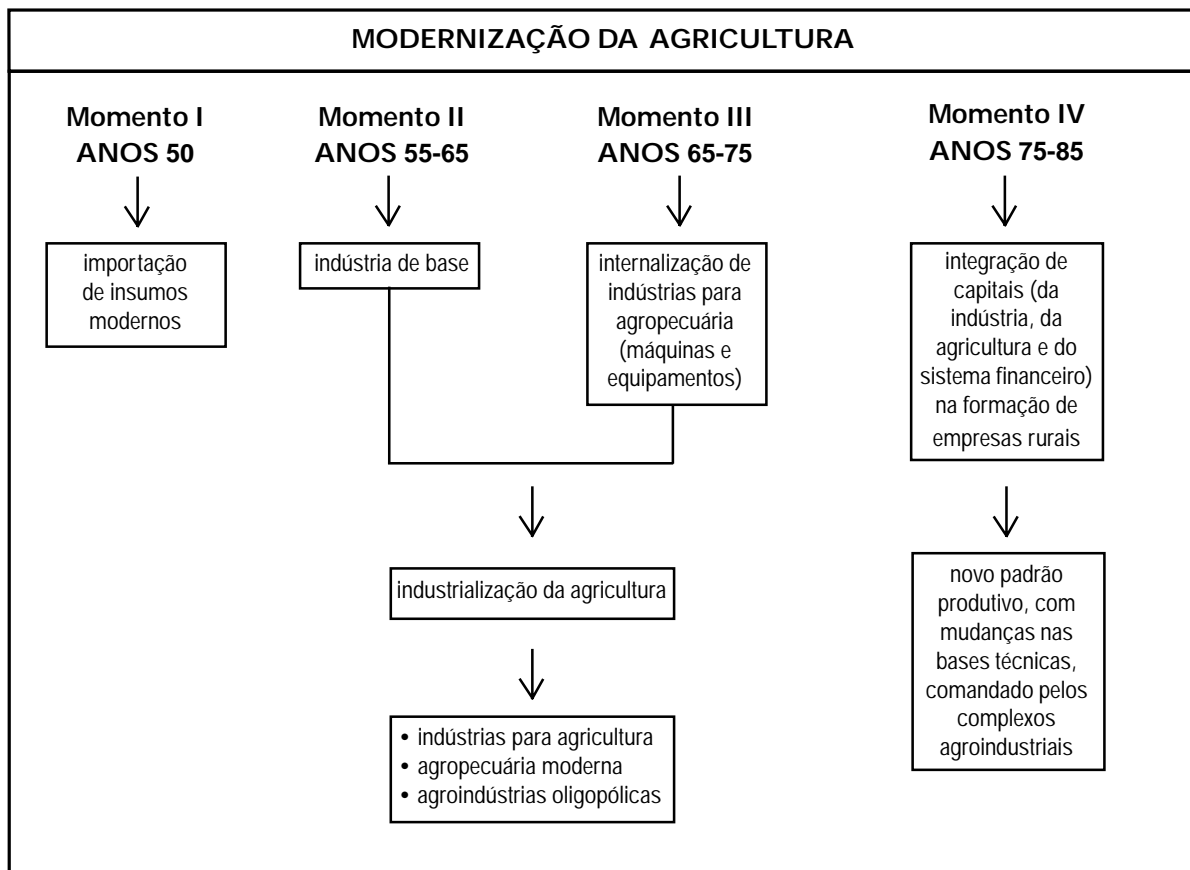 MODERNIZAÇÃO DA AGRICULTURA
Momento I
ANOS 50
importação
de insumos
modernos
Momento II
ANOS 55-65
indústria de base
Momento III
ANOS 65-75
internalização de
indústrias para
agropecuária
(máquinas e
equipamentos)
industrialização da agricultura
• indústrias para agricultura
• agropecuária moderna
• agroindústrias oligopólicas
Momento IV
ANOS 75-85
integração de
capitais (da
indústria, da
agricultura e do
sistema financeiro)
na formação de
empresas rurais
novo padrão
produtivo, com
mudanças nas
bases técnicas,
comandado pelos
complexos
agroindustriais